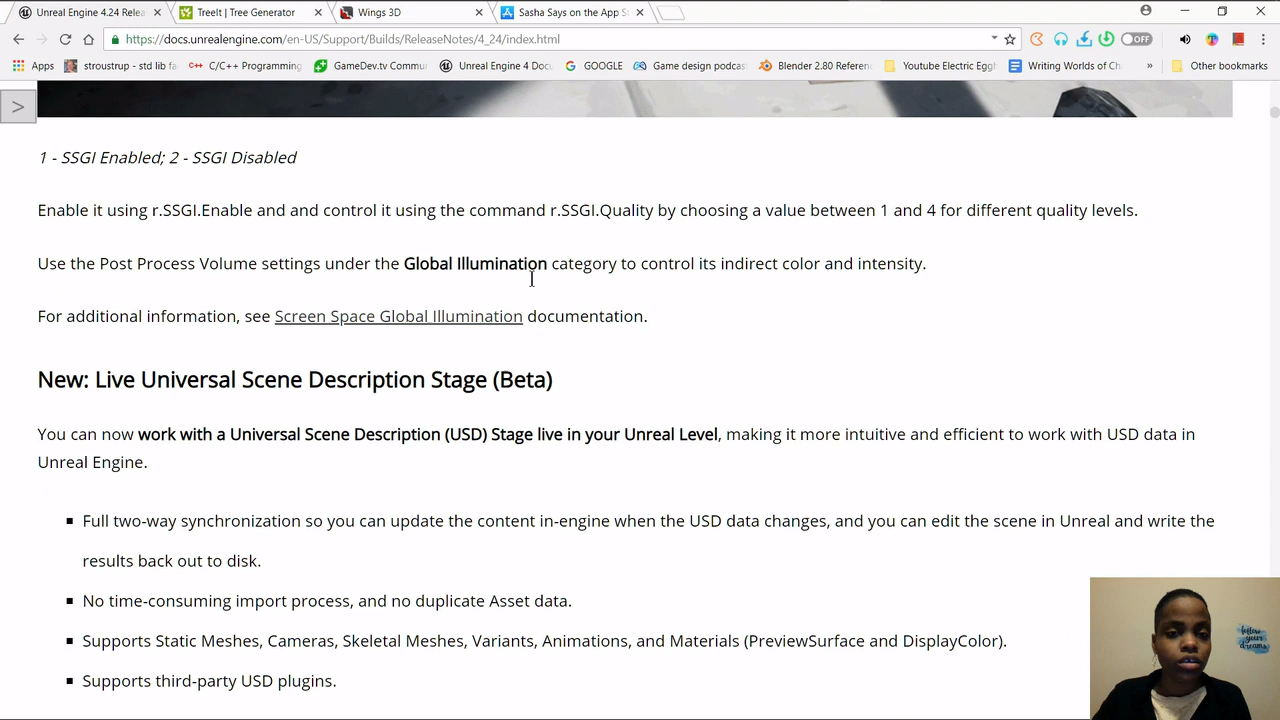 Unreal Engine 4.24 Relea
TreeIt | Tree Generator
Wings 3D
Sasha Says on the App S
https://docs.unrealengine.com/en-US/Support/Builds/ReleaseNotes/4_24/index.html
OFF
Apps
stroustrup - std lib fa
C/C++ Programming
GameDev.tv Commu
Unreal Engine 4 Doc
GOOGLE
Game design podcas
Blender 2.80 Referen
Youtube Electric Egg
Writing Worlds of Ch
»
Other bookmarks
>
1 - SSGI Enabled; 2 - SSGI Disabled
Enable it using r.SSGI.Enable and and control it using the command r.SSGI.Quality by choosing a value between 1 and 4 for different quality levels.
Use the Post Process Volume settings under the Global Illumination category to control its indirect color and intensity.
For additional information, see Screen Space Global Illumination documentation.
New: Live Universal Scene Description Stage (Beta)
You can now work with a Universal Scene Description (USD) Stage live in your Unreal Level, making it more intuitive and efficient to work with USD data in
Unreal Engine.
Full two-way synchronization so you can update the content in-engine when the USD data changes, and you can edit the scene in Unreal and write the
results back out to disk.
No time-consuming import process, and no duplicate Asset data.
Supports Static Meshes, Cameras, Skeletal Meshes, Variants, Animations, and Materials (PreviewSurface and DisplayColor).
Supports third-party USD plugins.
follow
your
dreams